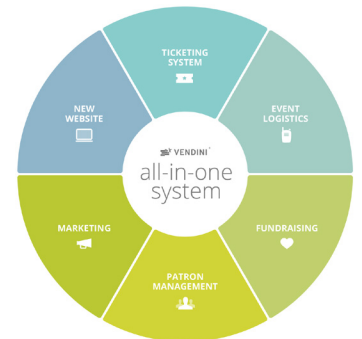 TICKETING
SYSTEM
EVENT
LOGISTICS
FUNDRAISING
PATRON
MANAGEMENT
MARKETING
NEW
WEBSITE
VENDINI
all-in-one
system